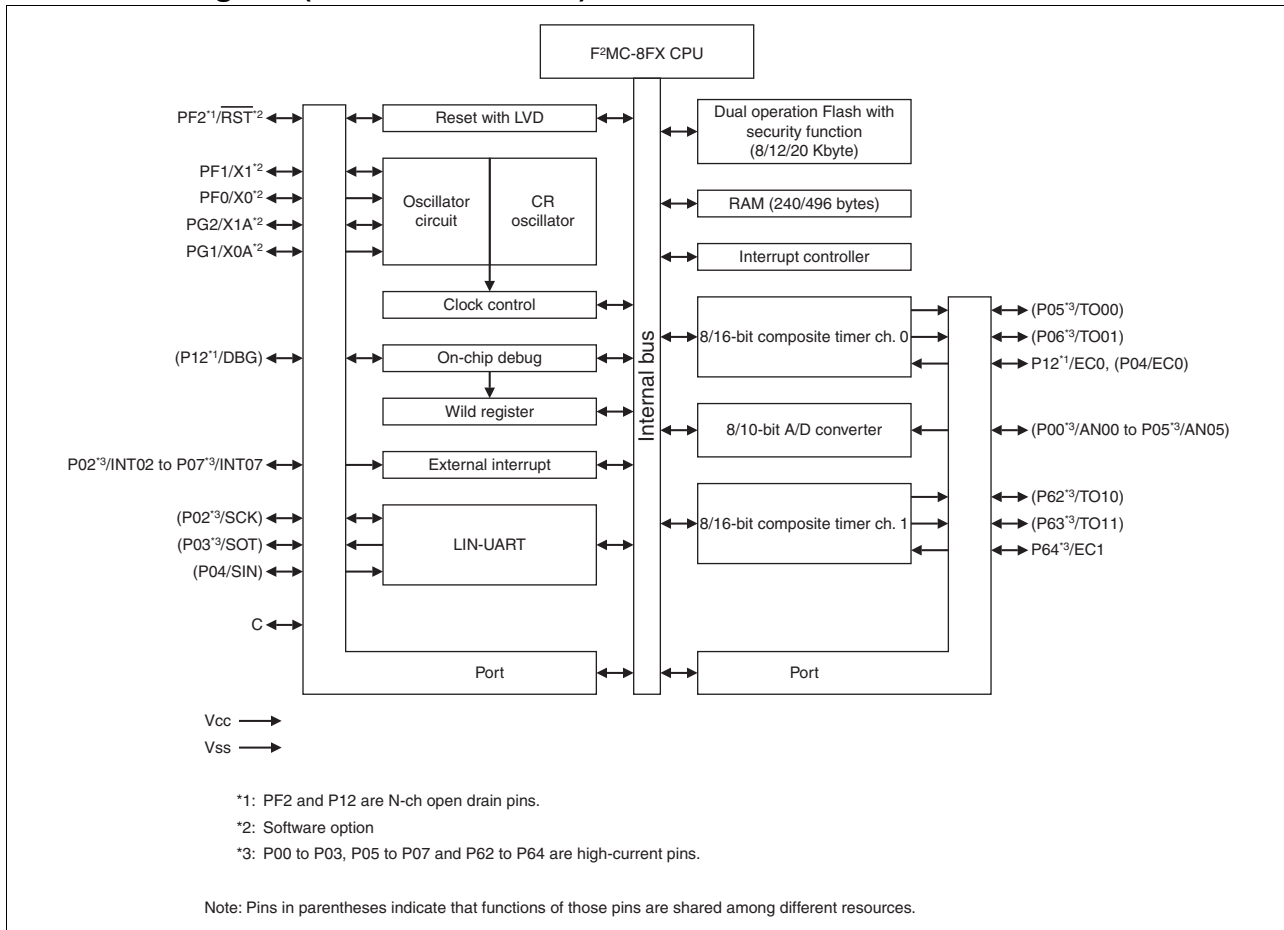 F²MC-8FX CPU
PF2*1/RST*2
Reset with LVD
Dual operation Flash with
security function
(8/12/20 Kbyte)
PF1/X1*2
PF0/X0*2
PG2/X1A*2
PG1/X0A*2
Oscillator
circuit
CR
oscillator
RAM (240/496 bytes)
Interrupt controller
Clock control
(P12*1/DBG)
On-chip debug
Wild register
Internal bus
8/16-bit composite timer ch. 0
(P05*3/TO00)
(P06*3/TO01)
P12*1/EC0, (P04/EC0)
8/10-bit A/D converter
(P00*3/AN00 to P05*3/AN05)
P02*3/INT02 to P07*3/INT07
External interrupt
(P02*3/SCK)
(P03*3/SOT)
(P04/SIN)
LIN-UART
8/16-bit composite timer ch. 1
(P62*3/TO10)
(P63*3/TO11)
P64*3/EC1
C
Port
Port
Vcc
Vss
*1: PF2 and P12 are N-ch open drain pins.
*2: Software option
*3: P00 to P03, P05 to P07 and P62 to P64 are high-current pins.
Note: Pins in parentheses indicate that functions of those pins are shared among different resources.